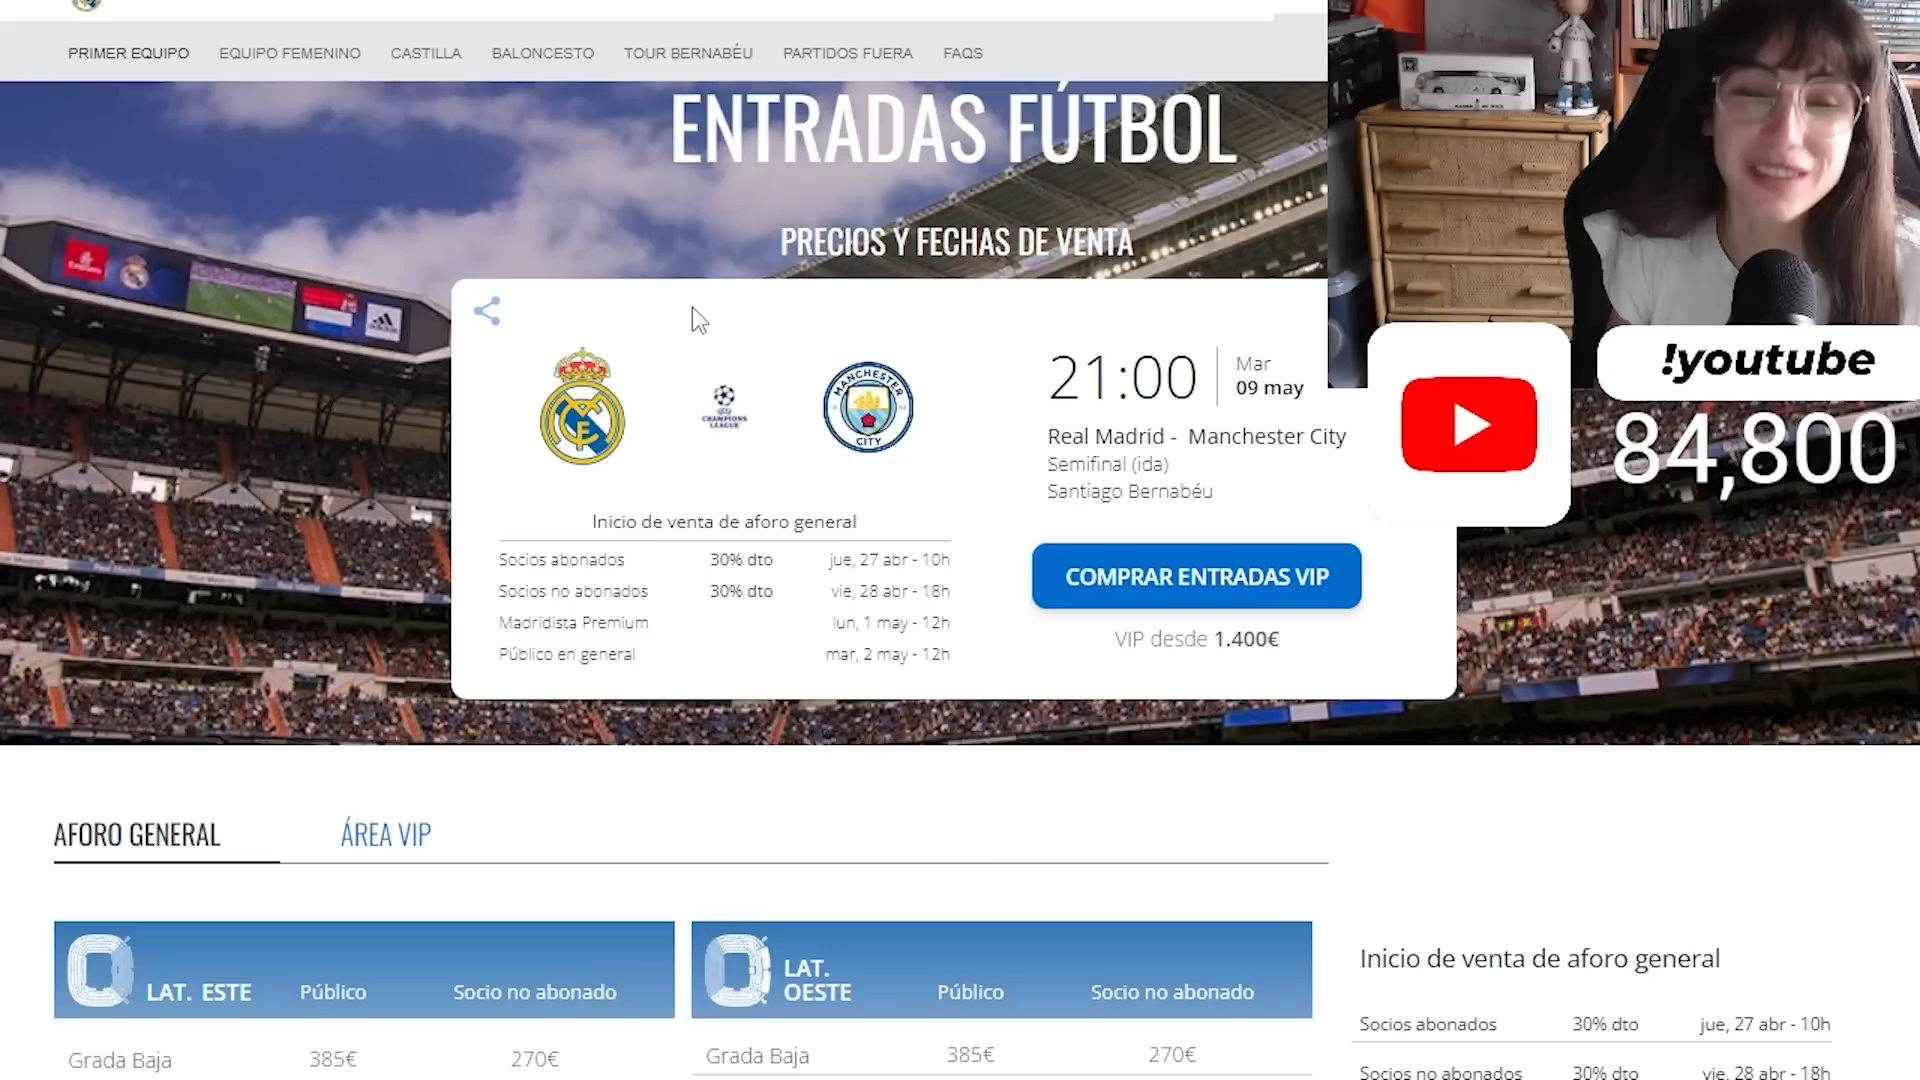 PRIMER EQUIPO EQUIPO FEMENINO CASTILLA BALONCESTO TOUR BERNABÉU PARTIDOS FUERA FAQS
ENTRADAS FÚTBOL
PRECIOS Y FECHAS DE VENTA
Emirates
adidas
CHAMPIONS
LEAGUE
MANCHESTER
CITY
21:00 Mar
09 may
Real Madrid - Manchester City
Semifinal (ida)
Santiago Bernabéu
Inicio de venta de aforo general
Socios abonados 30% dto jue, 27 abr - 10h
Socios no abonados 30% dto vie, 28 abr - 18h
Madridista Premium lun, 1 may - 12h
Público en general mar, 2 may - 12h
COMPRAR ENTRADAS VIP
VIP desde 1.400€
!youtube
84,800
AFORO GENERAL ÁREA VIP
LAT. ESTE Público Socio no abonado
Grada Baja 385€ 270€
LAT.
OESTE Público Socio no abonado
Grada Baja 385€ 270€
Inicio de venta de aforo general
Socios abonados 30% dto jue, 27 abr - 10h
Socios no abonados 30% dto vie, 28 abr - 18h